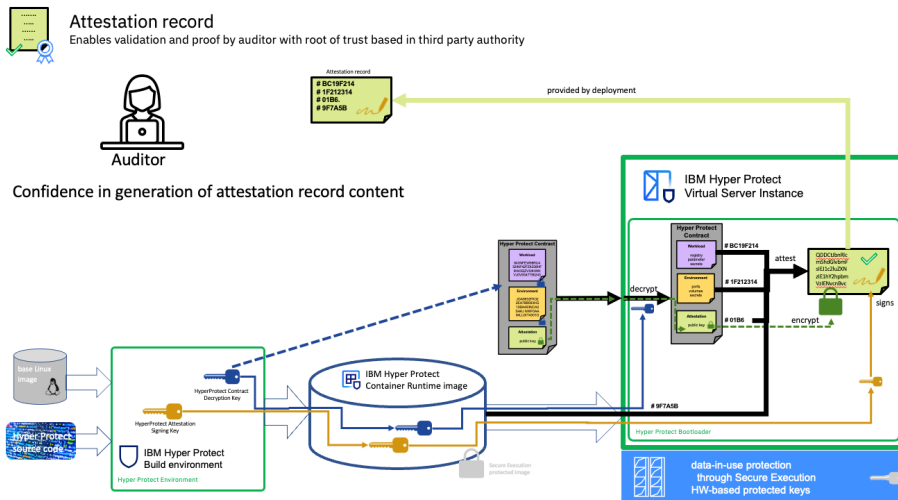 Attestation record
Enables validation and proof by auditor with root of trust based in third party authority
Attestation record
# BC19F214
# 1F212314
# 01B6.
# 9F7A5B
provided by deployment
Auditor
Confidence in generation of attestation record content
IBM Hyper Protect
Virtual Server Instance
Hyper Protect Contract
Workload
Environment
Attestation
public key
decrypt
Hyper Protect
Contract
Workload
registry
parameter
secrets
Environment
volumes
secrets
Attestation
public key
# BC19F214
# 1F212314
# 01B6
attest
encrypt
signs
# 9F7A5B
Hyper Protect Bootloader
base Linux
image
Hyper Protect
source code
HyperProtect Contract
Decryption Key
HyperProtect Attestation
Signing Key
IBM Hyper Protect
Build environment
Hyper Protect Environment
IBM Hyper Protect
Container Runtime image
Secure Execution
protected image
data-in-use protection
through Secure Execution
HW-based protected keys